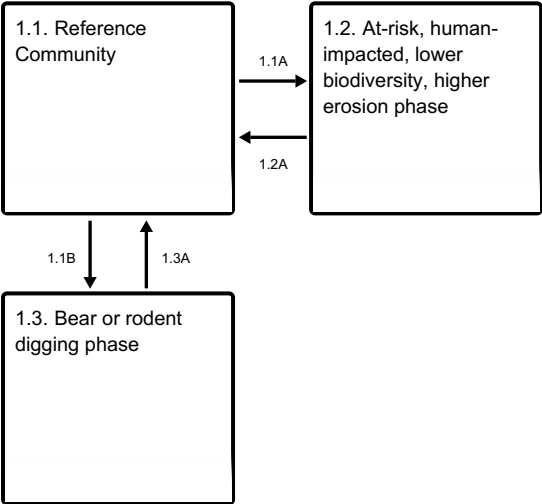 1.1. Reference
Community
1.1A
1.2. At-risk, human-
impacted, lower
biodiversity, higher
erosion phase
1.2A
1.1B
1.3A
1.3. Bear or rodent
digging phase